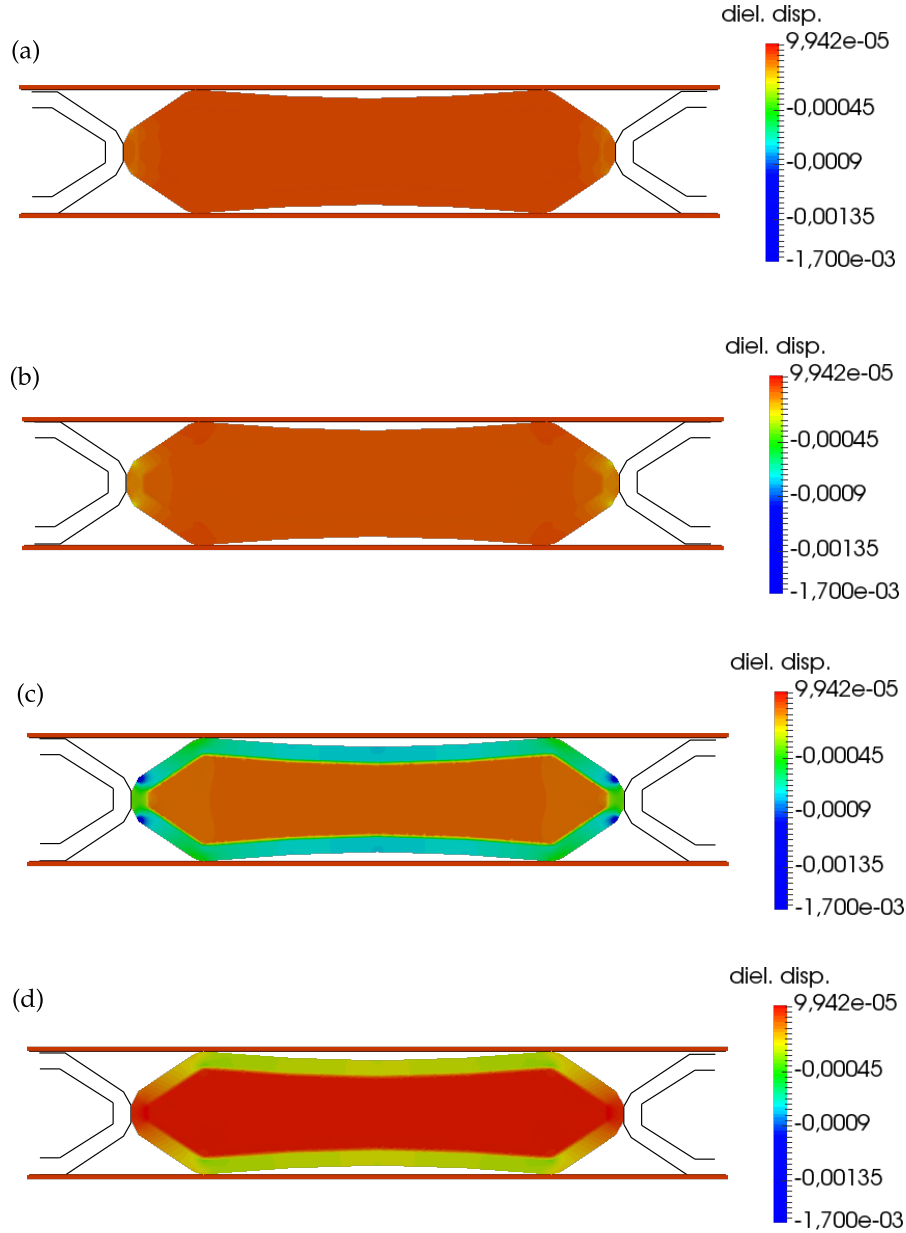 diel. disp.
(a)
9,942e-05
-0,00045
-0,0009
-0,00135
-1,700e-03
diel. disp.
(b)
9,942e-05
-0,00045
-0,0009
-0,00135
-1,700e-03
diel. disp.
(c)
9,942e-05
-0,00045
-0,0009
-0,00135
-1,700e-03
diel. disp.
(d)
9,942e-05
-0,00045
-0,0009
-0,00135
-1,700e-03